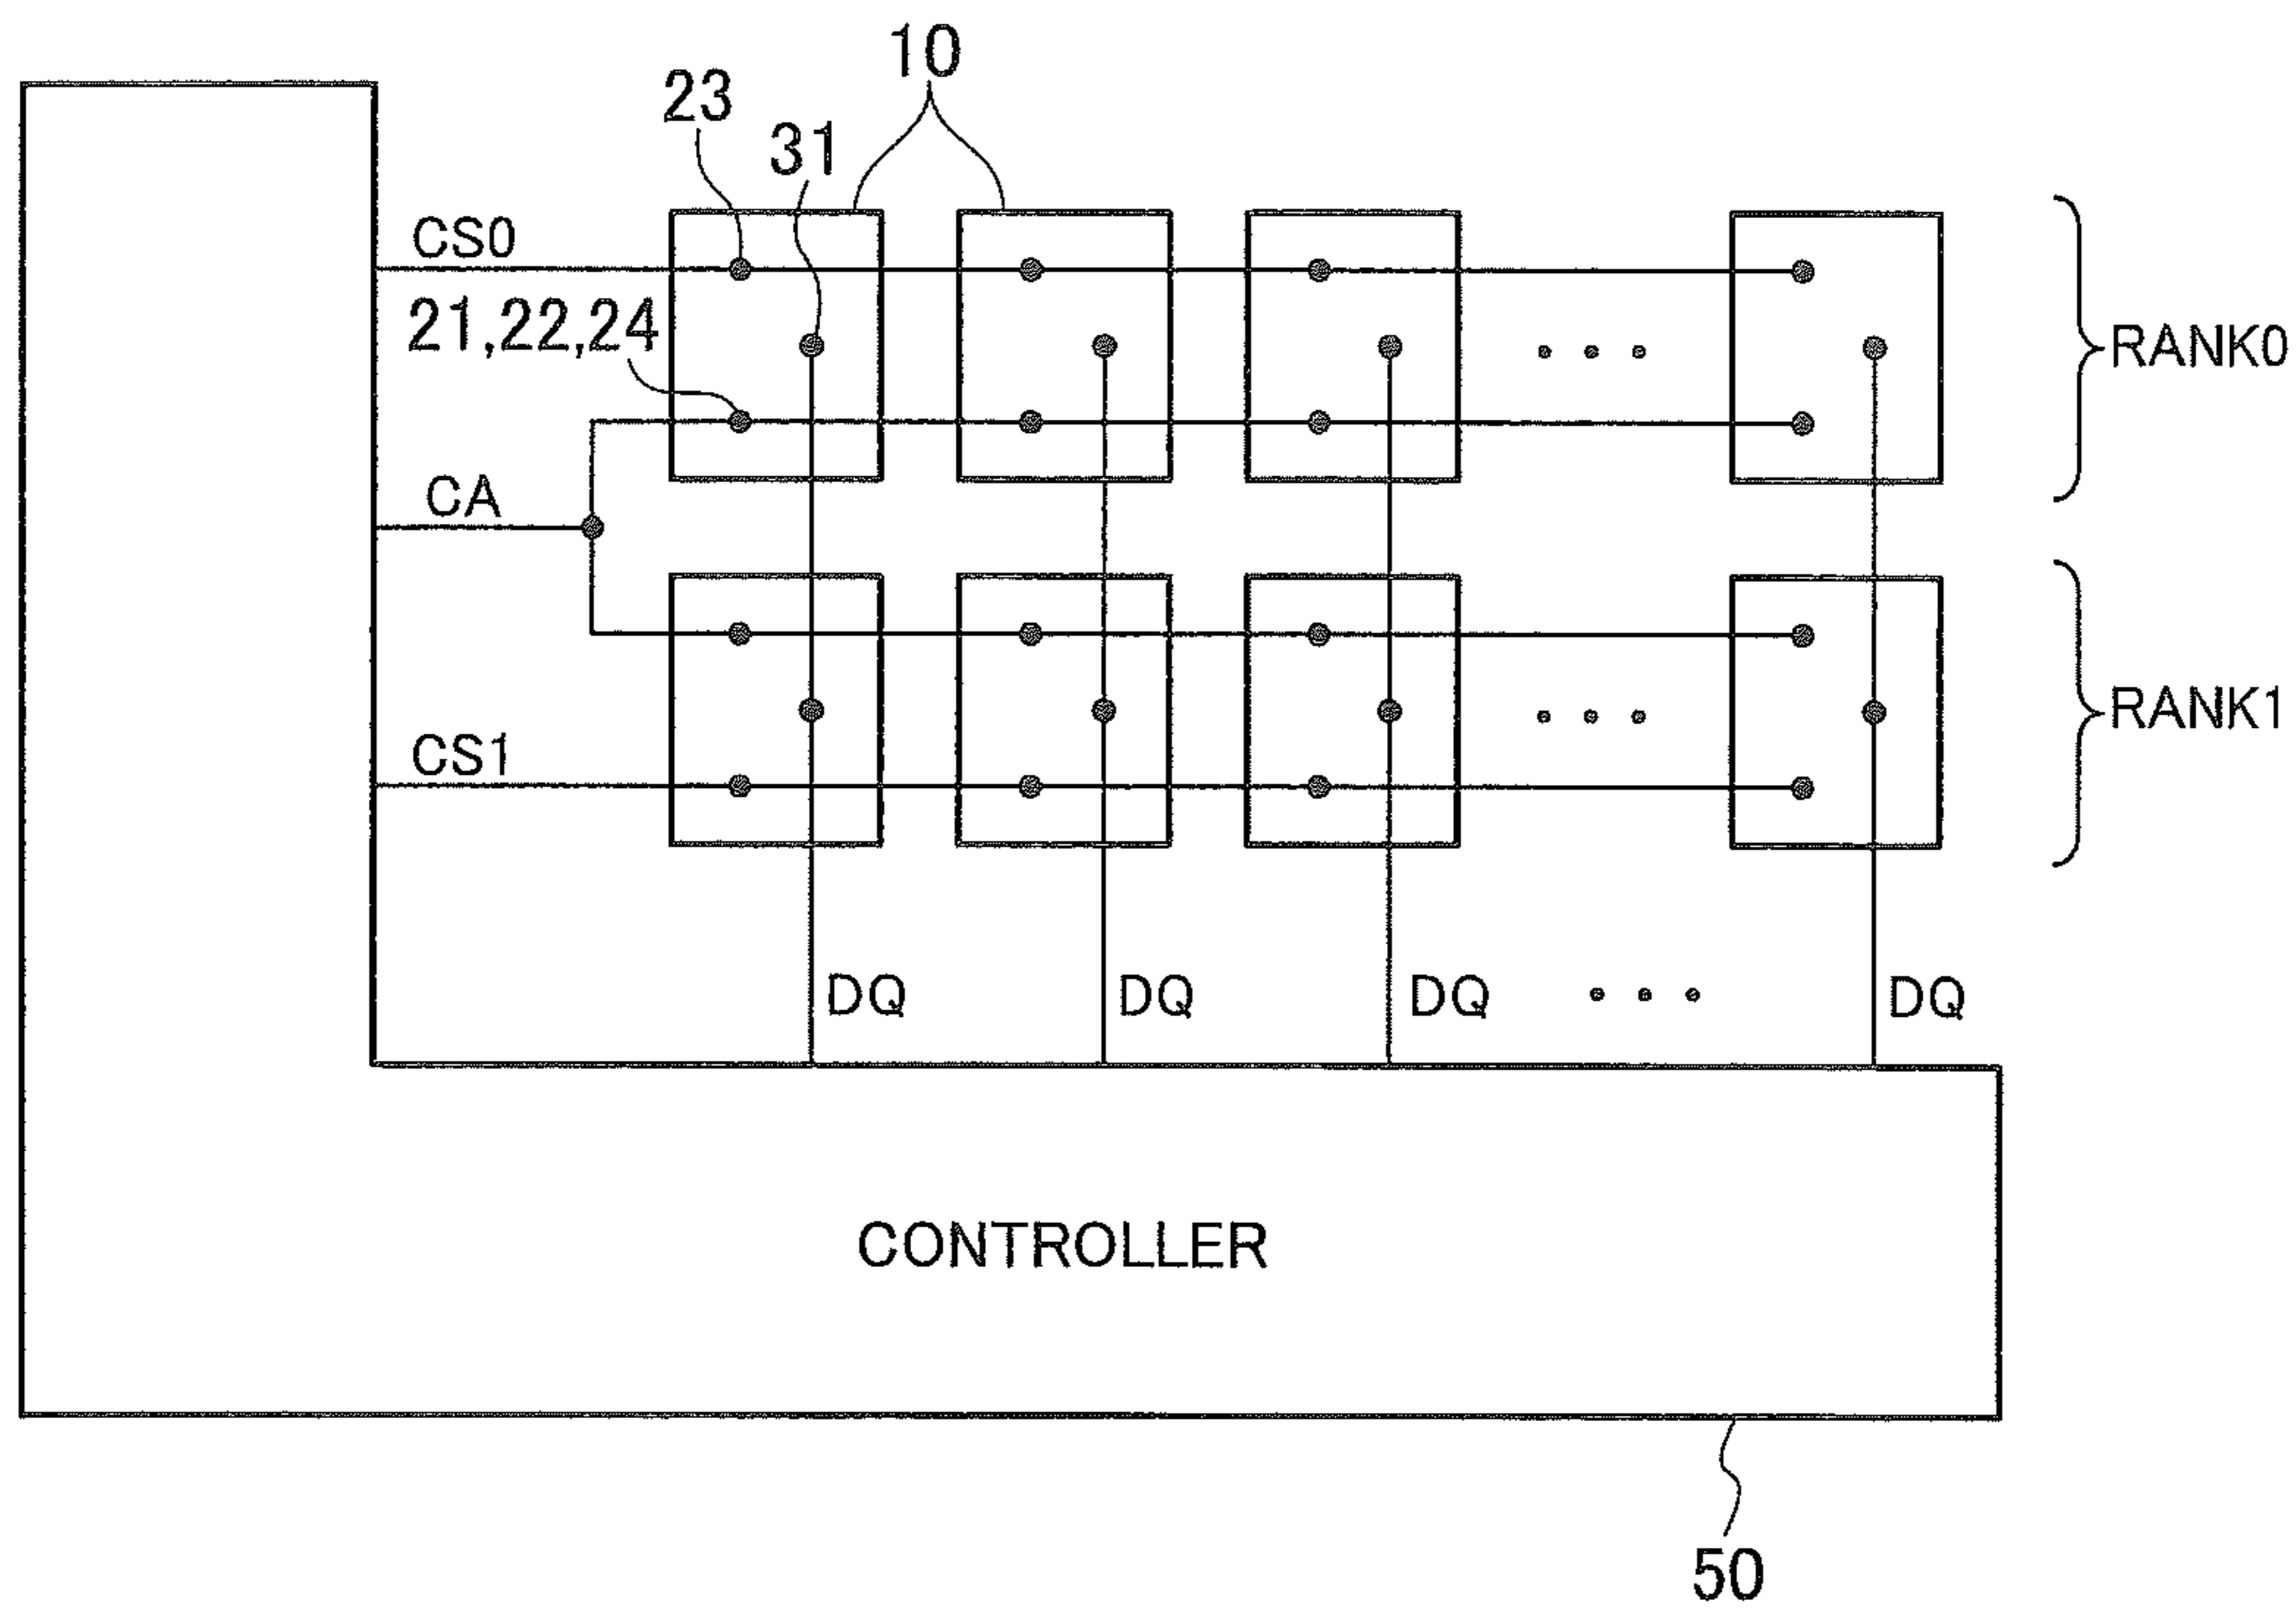 10
23
31
CS0
21,22,24
RANK0
CA
RANK1
CS1
DQ DQ DQ ... DQ
CONTROLLER
50